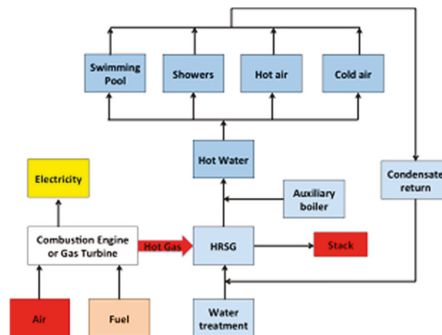 Swimming
Pool
Showers
Hot air
Cold air
Hot Water
Condensate
return
Electricity
Auxiliary
boiler
Combustion Engine
or Gas Turbine
Hot Gas
HRSG
Stack
Air
Fuel
Water
treatment